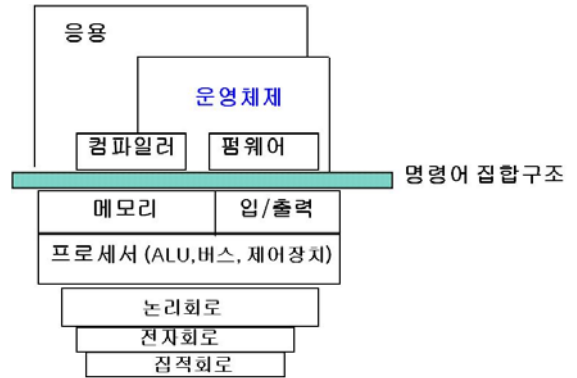 응용
운영체제
컴파일러
펌웨어
명령어 집합구조
메모리
입/출력
프로세서 (ALU,버스, 제어장치)
논리회로
전자회로
집적회로